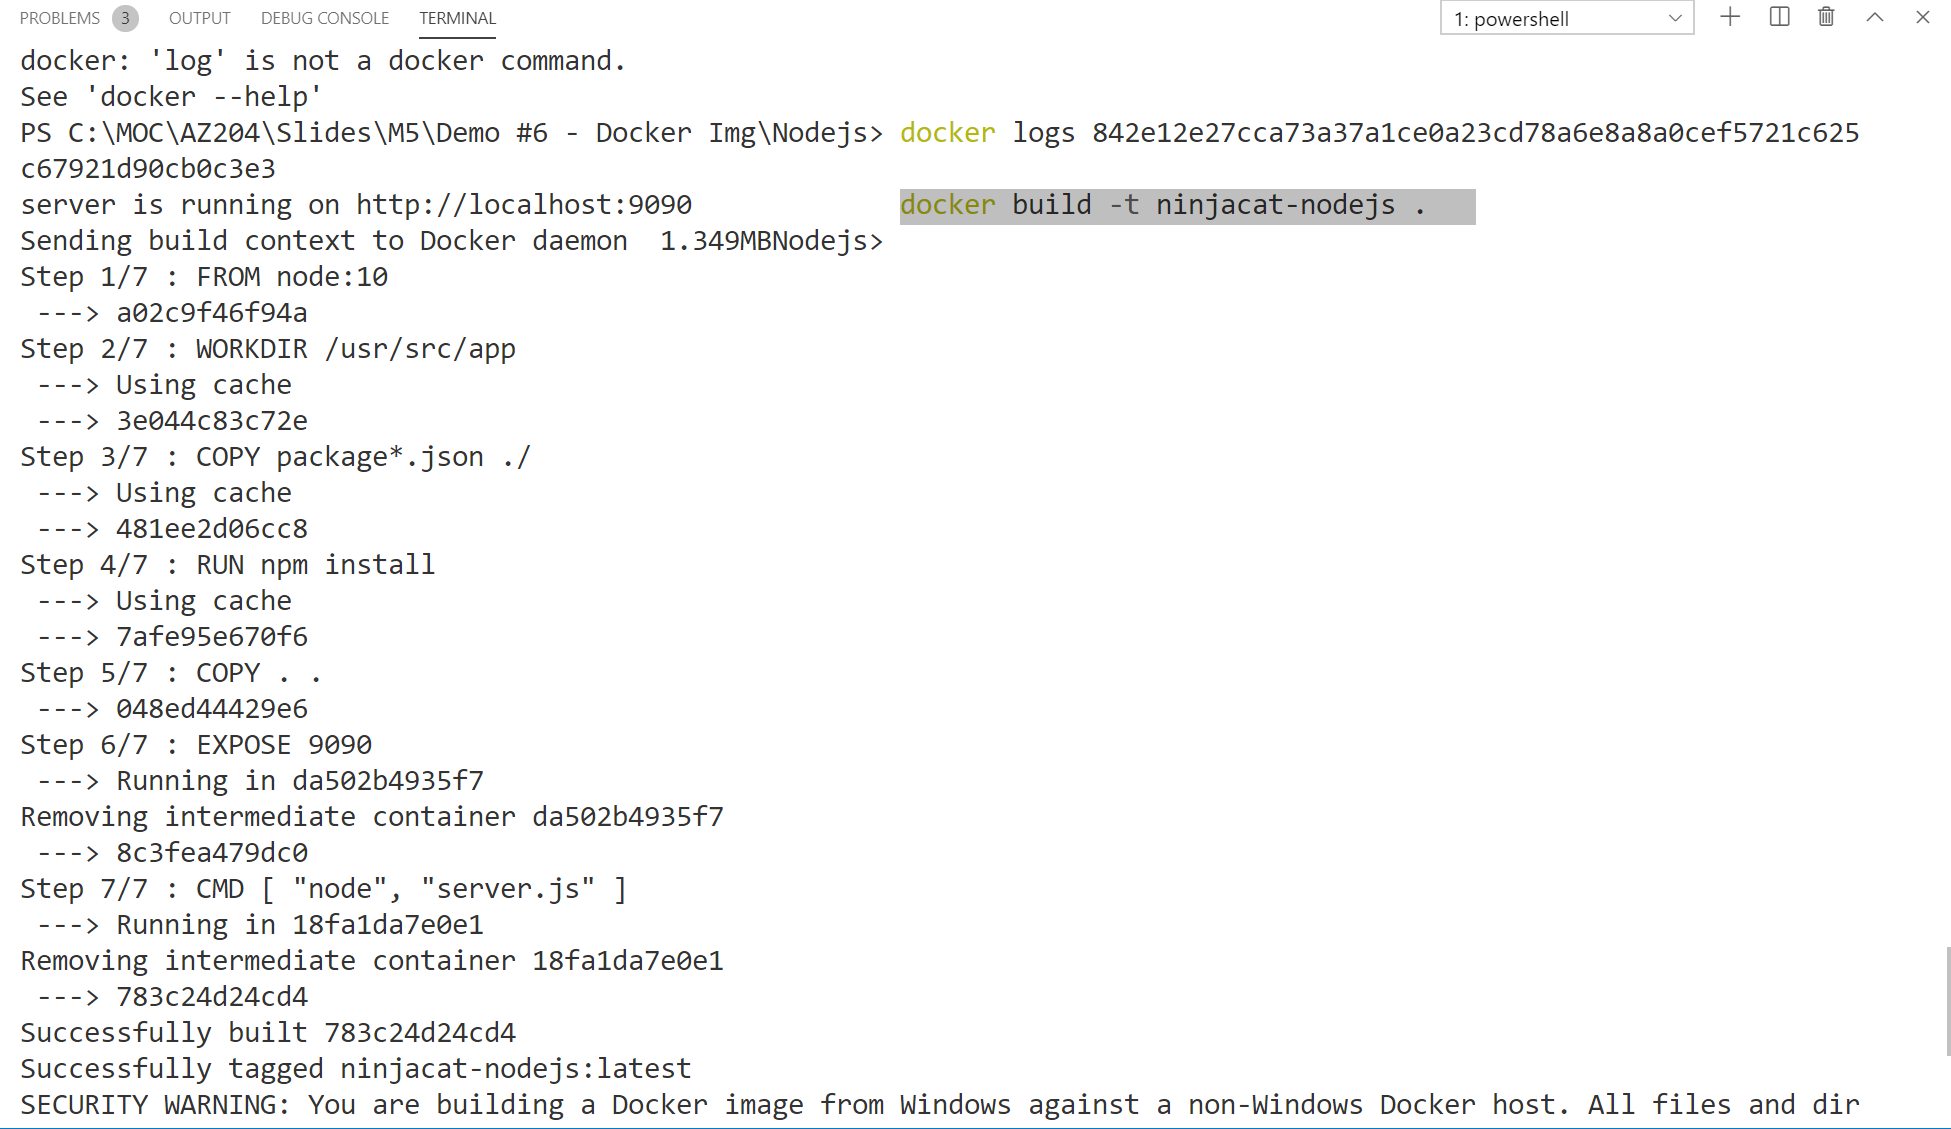 PROBLEMS 3 OUTPUT DEBUG CONSOLE TERMINAL 1: powershell
docker: 'log' is not a docker command.
See 'docker --help'
PS C:\MOC\AZ204\Slides\M5\Demo #6 - Docker Img\Nodejs> docker logs 842e12e27cca73a37a1ce0a23cd78a6e8a8a0cef5721c625
c67921d90cb0c3e3
server is running on http://localhost:9090 docker build -t ninjacat-nodejs .
Sending build context to Docker daemon  1.349MBNodejs>
Step 1/7 : FROM node:10
 ---> a02c9f46f94a
Step 2/7 : WORKDIR /usr/src/app
 ---> Using cache
 ---> 3e044c83c72e
Step 3/7 : COPY package*.json ./
 ---> Using cache
 ---> 481ee2d06cc8
Step 4/7 : RUN npm install
 ---> Using cache
 ---> 7afe95e670f6
Step 5/7 : COPY . .
 ---> 048ed44429e6
Step 6/7 : EXPOSE 9090
 ---> Running in da502b4935f7
Removing intermediate container da502b4935f7
 ---> 8c3fea479dc0
Step 7/7 : CMD [ "node", "server.js" ]
 ---> Running in 18fa1da7e0e1
Removing intermediate container 18fa1da7e0e1
 ---> 783c24d24cd4
Successfully built 783c24d24cd4
Successfully tagged ninjacat-nodejs:latest
SECURITY WARNING: You are building a Docker image from Windows against a non-Windows Docker host. All files and dir